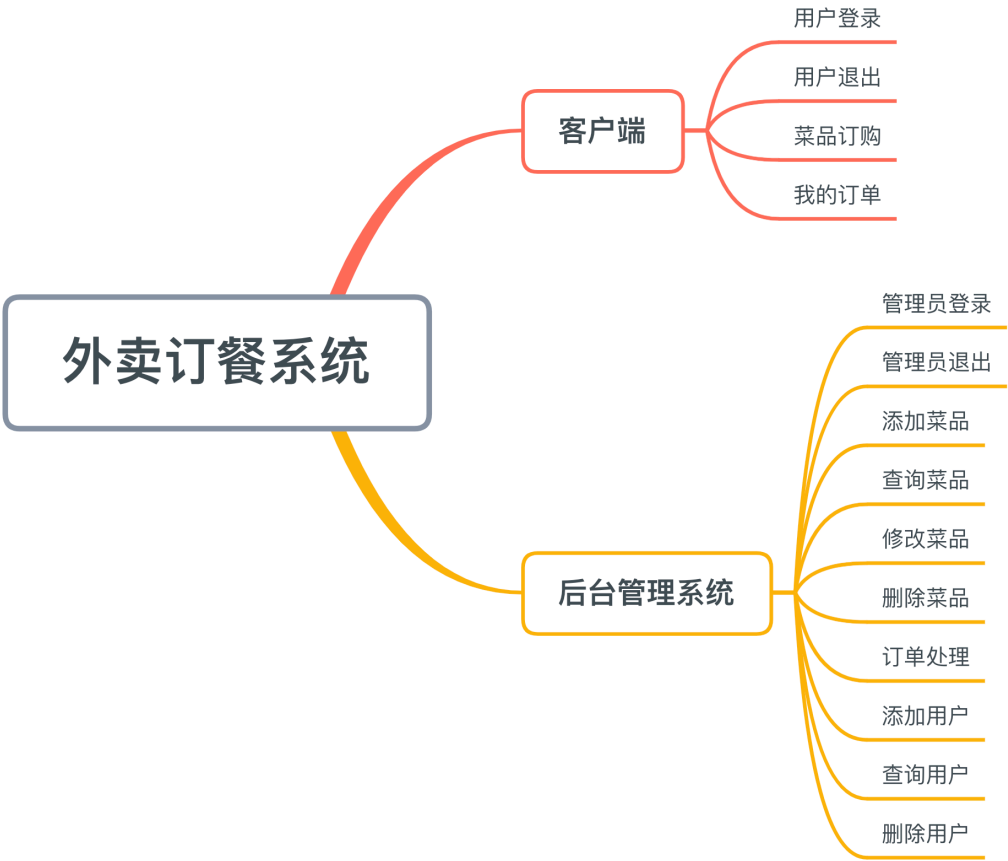 外卖订餐系统
客户端
用户登录
用户退出
菜品订购
我的订单
后台管理系统
管理员登录
管理员退出
添加菜品
查询菜品
修改菜品
删除菜品
订单处理
添加用户
查询用户
删除用户